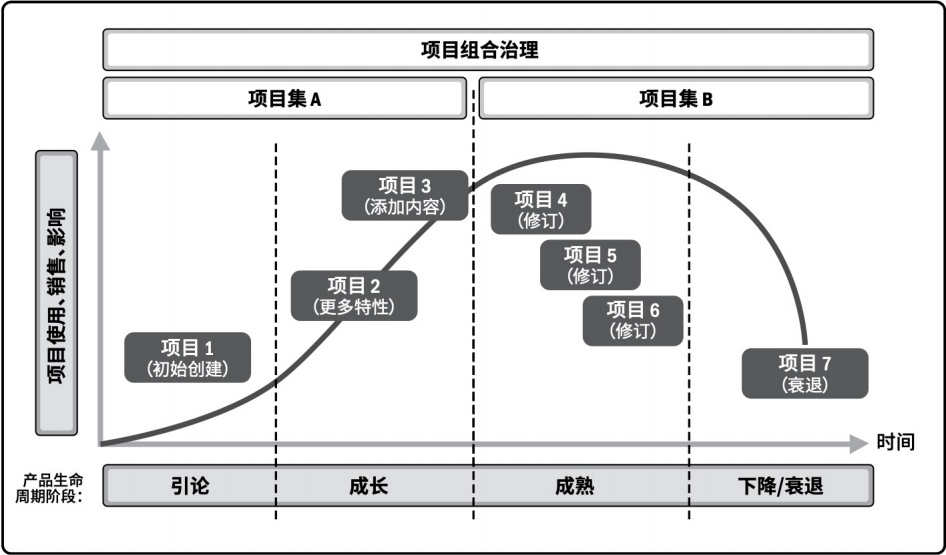 项目组合治理
项目集 A
项目集 B
项目使用、销售、影响
项目 3
（添加内容）
项目 4
（修订）
项目 5
（修订）
项目 2
（更多特性）
项目 6
（修订）
项目 1
（初始创建）
项目 7
（衰退）
时间
产品生命
周期阶段：
引论
成长
成熟
下降/衰退